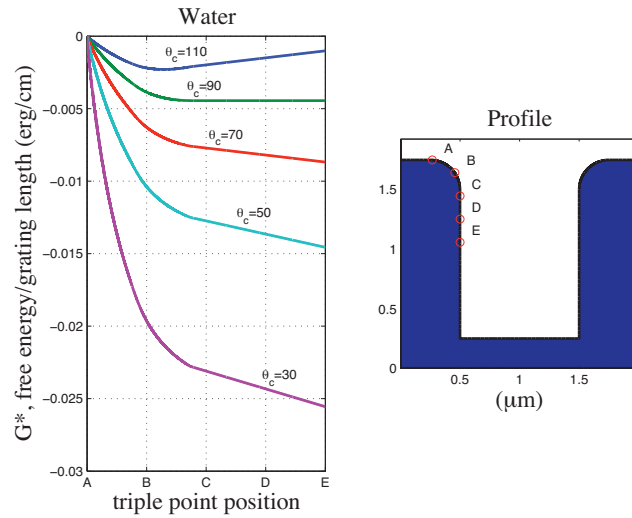 Water
G*, free energy/grating length (erg/cm)
0
−0.005
−0.01
−0.015
−0.02
−0.025
−0.03
θc=110
θc=90
θc=70
θc=50
θc=30
A B C D E
triple point position
Profile
A
B
C
D
E
1.5
1
0.5
0
0.5 1 1.5
(μm)